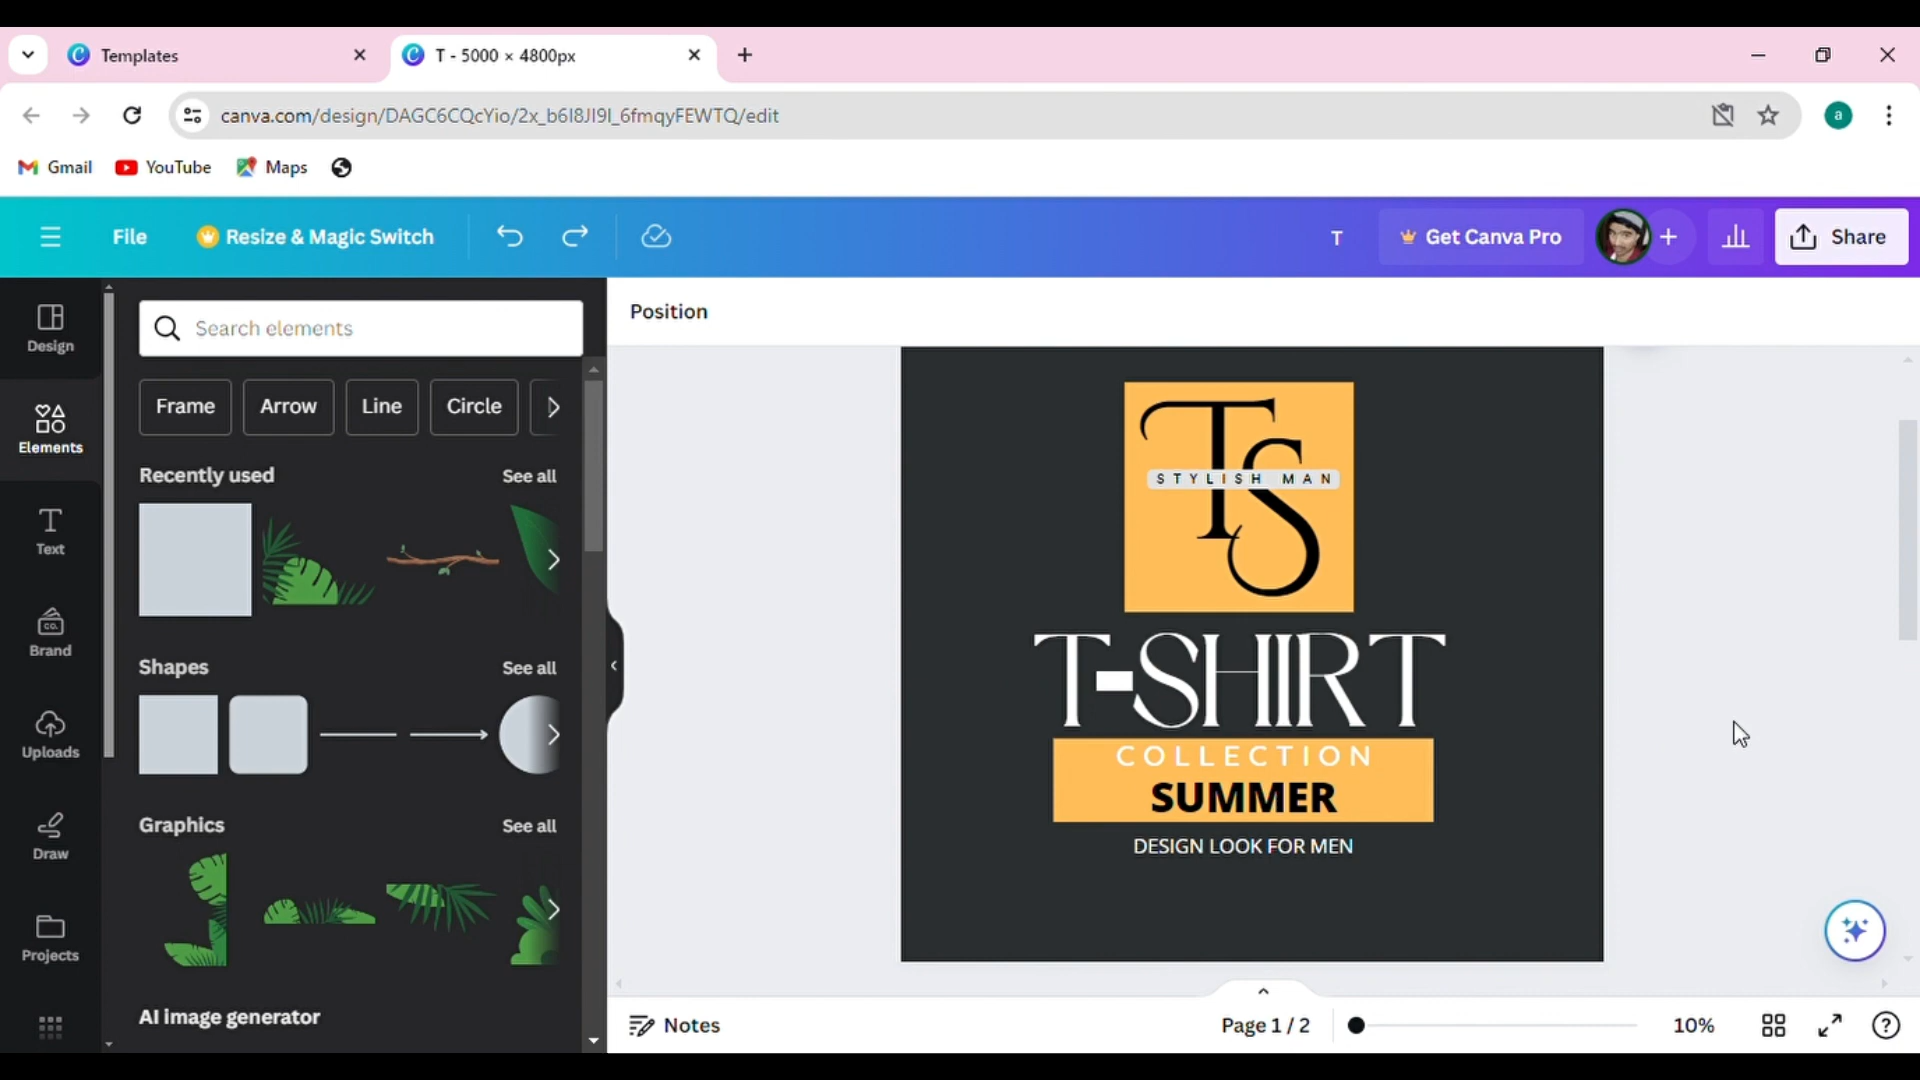 Templates
T - 5000 × 4800px
canva.com/design/DAGC6CQcYio/2x_b6I8JI9I_6fmqyFEWTQ/edit
a
Gmail
YouTube
Maps
File
Resize & Magic Switch
T
Get Canva Pro
Share
Design
Elements
Text
Brand
CO.
Uploads
Draw
Projects
Search elements
Frame
Arrow
Line
Circle
Recently used
See all
Shapes
See all
Graphics
See all
AI image generator
Position
TS
STYLISH MAN
T-SHIRT
COLLECTION
SUMMER
DESIGN LOOK FOR MEN
Notes
Page 1 / 2
10%